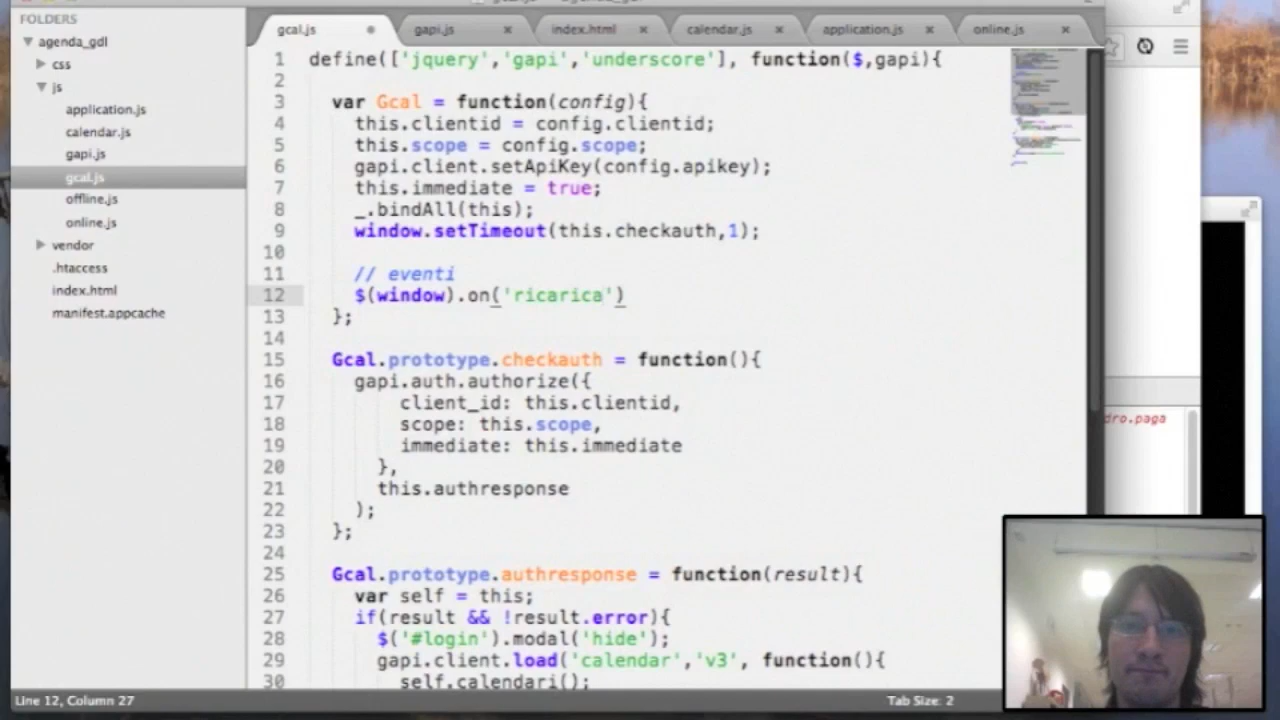 FOLDERS
agenda_gdl
css
js
application.js
calendar.js
gapi.js
gcal.js
offline.js
online.js
vendor
.htaccess
index.html
manifest.appcache
gcal.js
gapi.js
index.html
calendar.js
application.js
online.js
1 define(['jquery','gapi','underscore'], function($,gapi){
2
3 var Gcal = function(config){
4 this.clientid = config.clientid;
5 this.scope = config.scope;
6 gapi.client.setApiKey(config.apikey);
7 this.immediate = true;
8 _.bindAll(this);
9 window.setTimeout(this.checkauth,1);
10
11 // eventi
12 $(window).on('ricarica')
13 };
14
15 Gcal.prototype.checkauth = function(){
16 gapi.auth.authorize({
17 client_id: this.clientid,
18 scope: this.scope,
19 immediate: this.immediate
20 },
21 this.authresponse
22 );
23 };
24
25 Gcal.prototype.authresponse = function(result){
26 var self = this;
27 if(result && !result.error){
28 $('#login').modal('hide');
29 gapi.client.load('calendar','v3', function(){
30 self.calendari();
dro.paga
Line 12, Column 27
Tab Size: 2